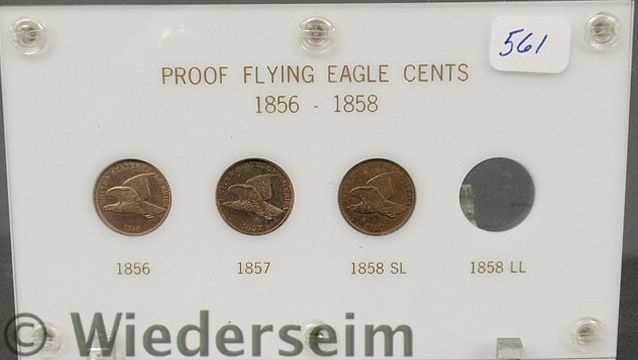 561
PROOF FLYING EAGLE CENTS
1856 - 1858
1856 1857 1858 SL 1858 LL
© Wiederseim